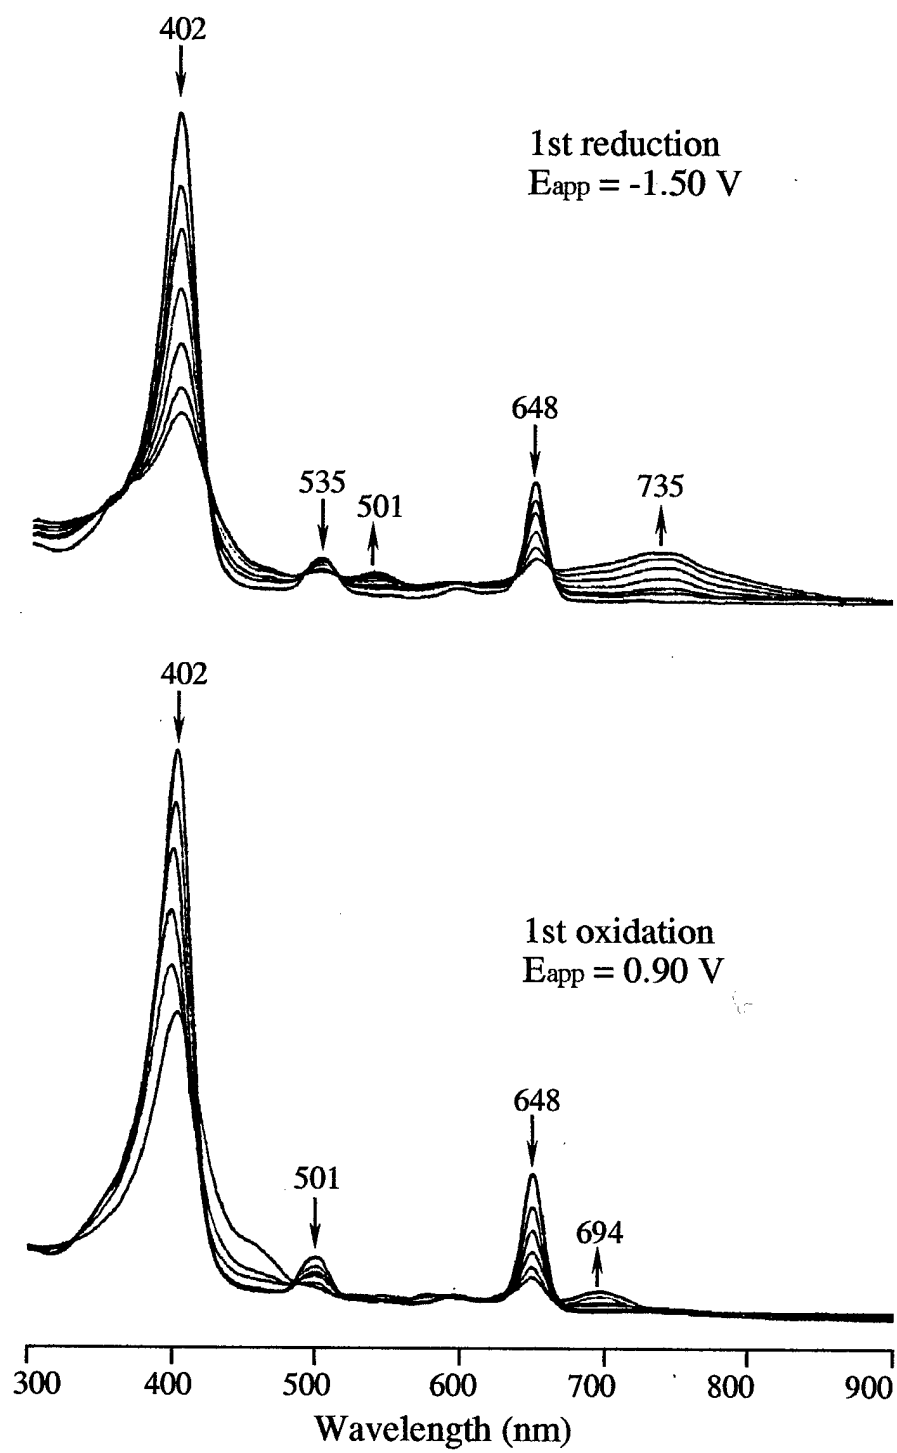 402
1st reduction
Eapp = -1.50 V
648
535
501
735
402
1st oxidation
Eapp = 0.90 V
648
501
694
300 400 500 600 700 800 900
Wavelength (nm)